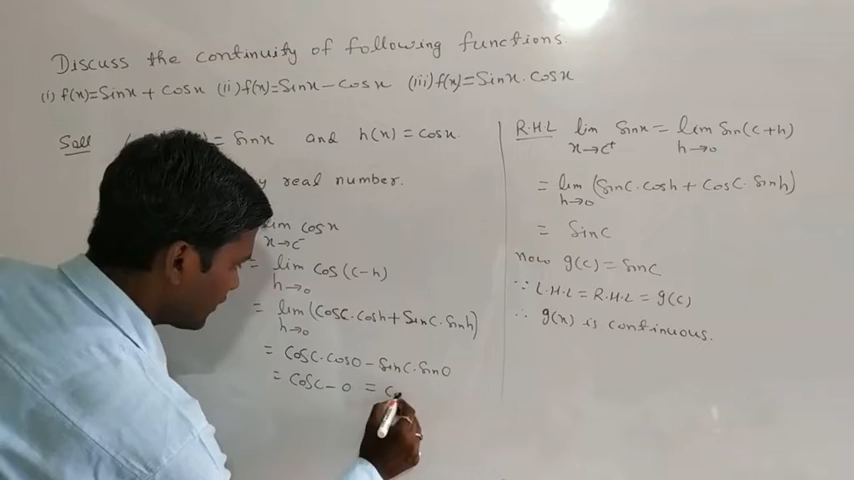 Discuss the continuity of following functions.
(i) f(x)=Sinx + Cosx (ii) f(x)=Sinx - Cosx (iii) f(x)=Sinx.Cosx
Soln = Sinx and h(x) = Cosx.
real number.
lim Cosx
x→c⁻
= lim Cos(c-h)
h→0
= lim (Cosc.Cosh + Sinc.Sinh)
h→0
= Cosc.Cos0 - Sinc.Sin0
= Cosc - 0 = c
R.H.L lim Sinx = lim Sin(c+h)
x→c⁺ h→0
= lim (Sinc.Cosh + Cosc.Sinh)
h→0
= Sinc
Now g(c) = Sinc
∵ L.H.L = R.H.L = g(c)
∴ g(x) is continuous.